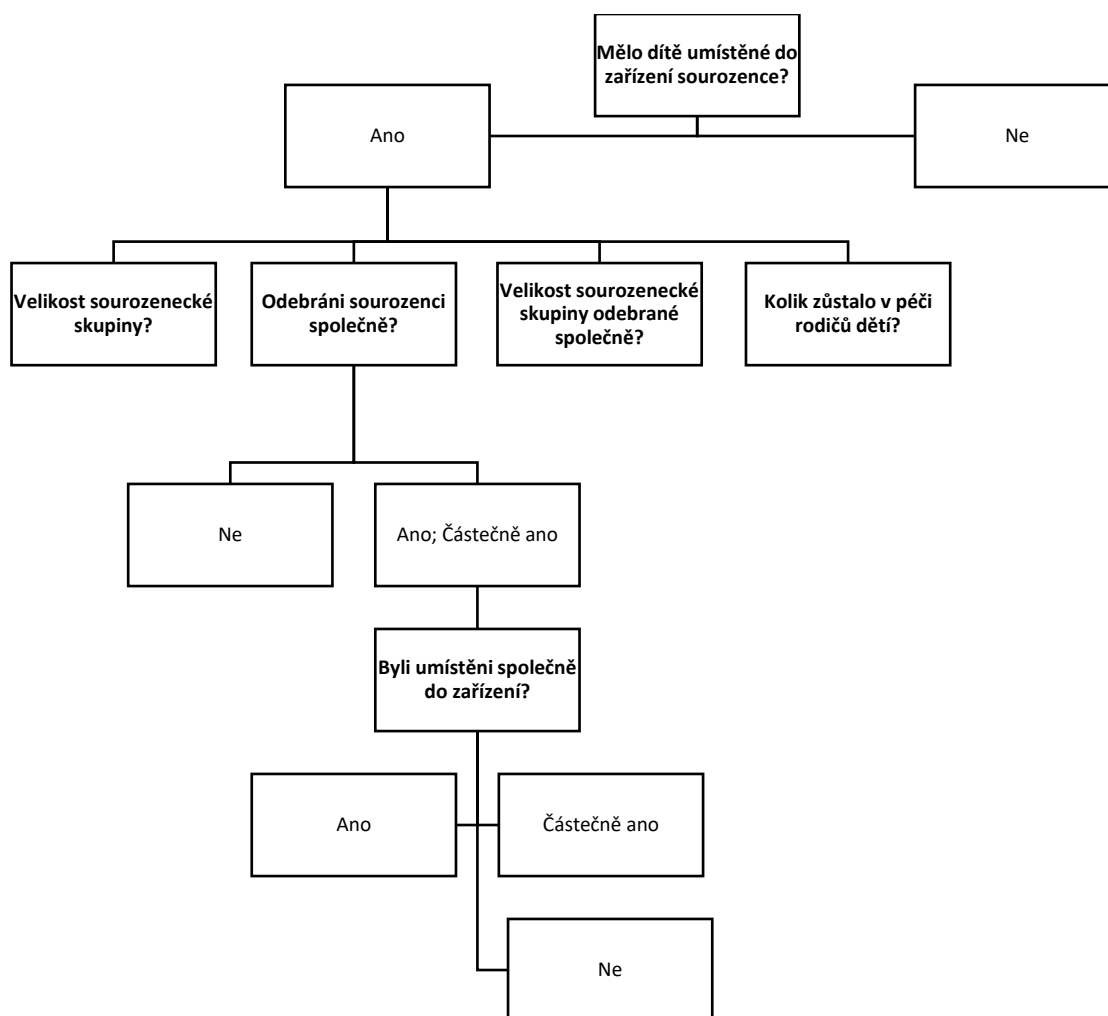 Mělo dítě umístěné do
zařízení sourozence?
Ano
Ne
Velikost sourozenecké
skupiny?
Odebráni sourozenci
společně?
Velikost sourozenecké
skupiny odebrané
společně?
Kolik zůstalo v péči
rodičů dětí?
Ne
Ano; Částečně ano
Byli umístěni společně
do zařízení?
Ano
Částečně ano
Ne